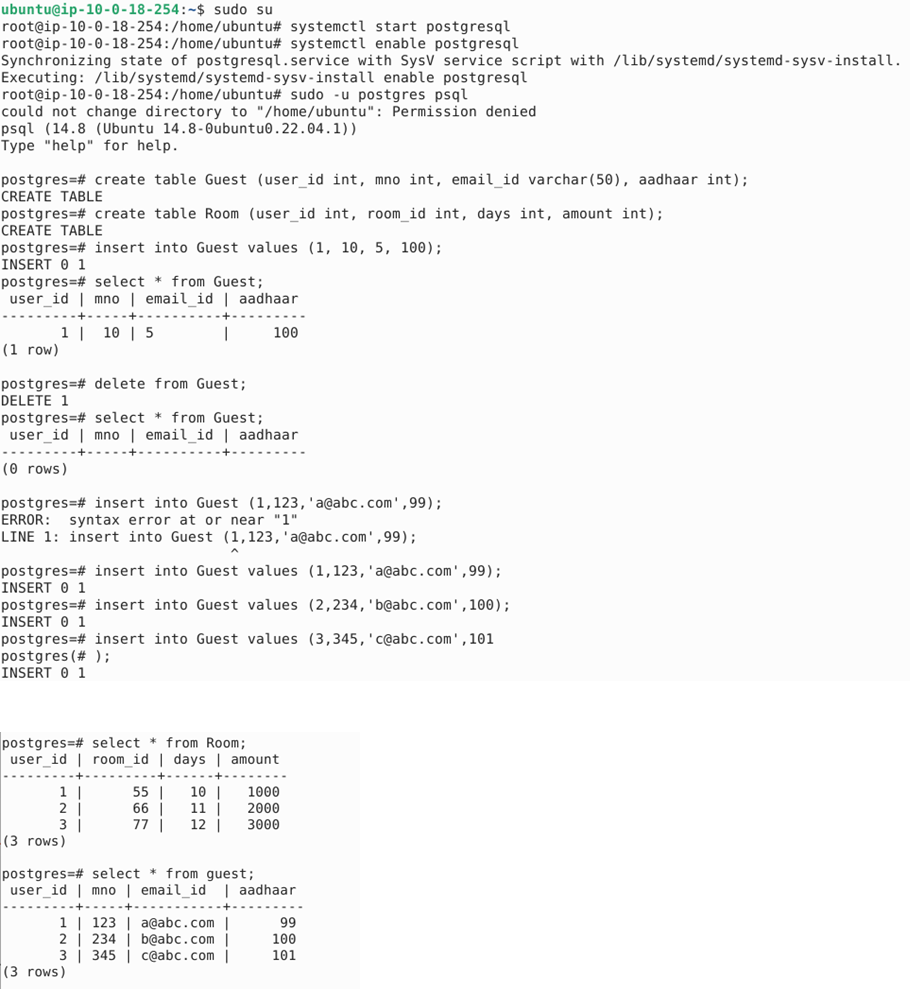 ubuntu@ip-10-0-18-254:~$ sudo su
root@ip-10-0-18-254:/home/ubuntu# systemctl start postgresql
root@ip-10-0-18-254:/home/ubuntu# systemctl enable postgresql
Synchronizing state of postgresql.service with SysV service script with /lib/systemd/systemd-sysv-install.
Executing: /lib/systemd/systemd-sysv-install enable postgresql
root@ip-10-0-18-254:/home/ubuntu# sudo -u postgres psql
could not change directory to "/home/ubuntu": Permission denied
psql (14.8 (Ubuntu 14.8-0ubuntu0.22.04.1))
Type "help" for help.

postgres=# create table Guest (user_id int, mno int, email_id varchar(50), aadhaar int);
CREATE TABLE
postgres=# create table Room (user_id int, room_id int, days int, amount int);
CREATE TABLE
postgres=# insert into Guest values (1, 10, 5, 100);
INSERT 0 1
postgres=# select * from Guest;
 user_id | mno | email_id | aadhaar
---------+-----+----------+---------
       1 |  10 | 5        |     100
(1 row)

postgres=# delete from Guest;
DELETE 1
postgres=# select * from Guest;
 user_id | mno | email_id | aadhaar
---------+-----+----------+---------
(0 rows)

postgres=# insert into Guest (1,123,'a@abc.com',99);
ERROR:  syntax error at or near "1"
LINE 1: insert into Guest (1,123,'a@abc.com',99);
                           ^
postgres=# insert into Guest values (1,123,'a@abc.com',99);
INSERT 0 1
postgres=# insert into Guest values (2,234,'b@abc.com',100);
INSERT 0 1
postgres=# insert into Guest values (3,345,'c@abc.com',101
postgres(# );
INSERT 0 1

postgres=# select * from Room;
 user_id | room_id | days | amount
---------+---------+------+--------
       1 |      55 |   10 |   1000
       2 |      66 |   11 |   2000
       3 |      77 |   12 |   3000
(3 rows)

postgres=# select * from guest;
 user_id | mno | email_id  | aadhaar
---------+-----+-----------+---------
       1 | 123 | a@abc.com |      99
       2 | 234 | b@abc.com |     100
       3 | 345 | c@abc.com |     101
(3 rows)